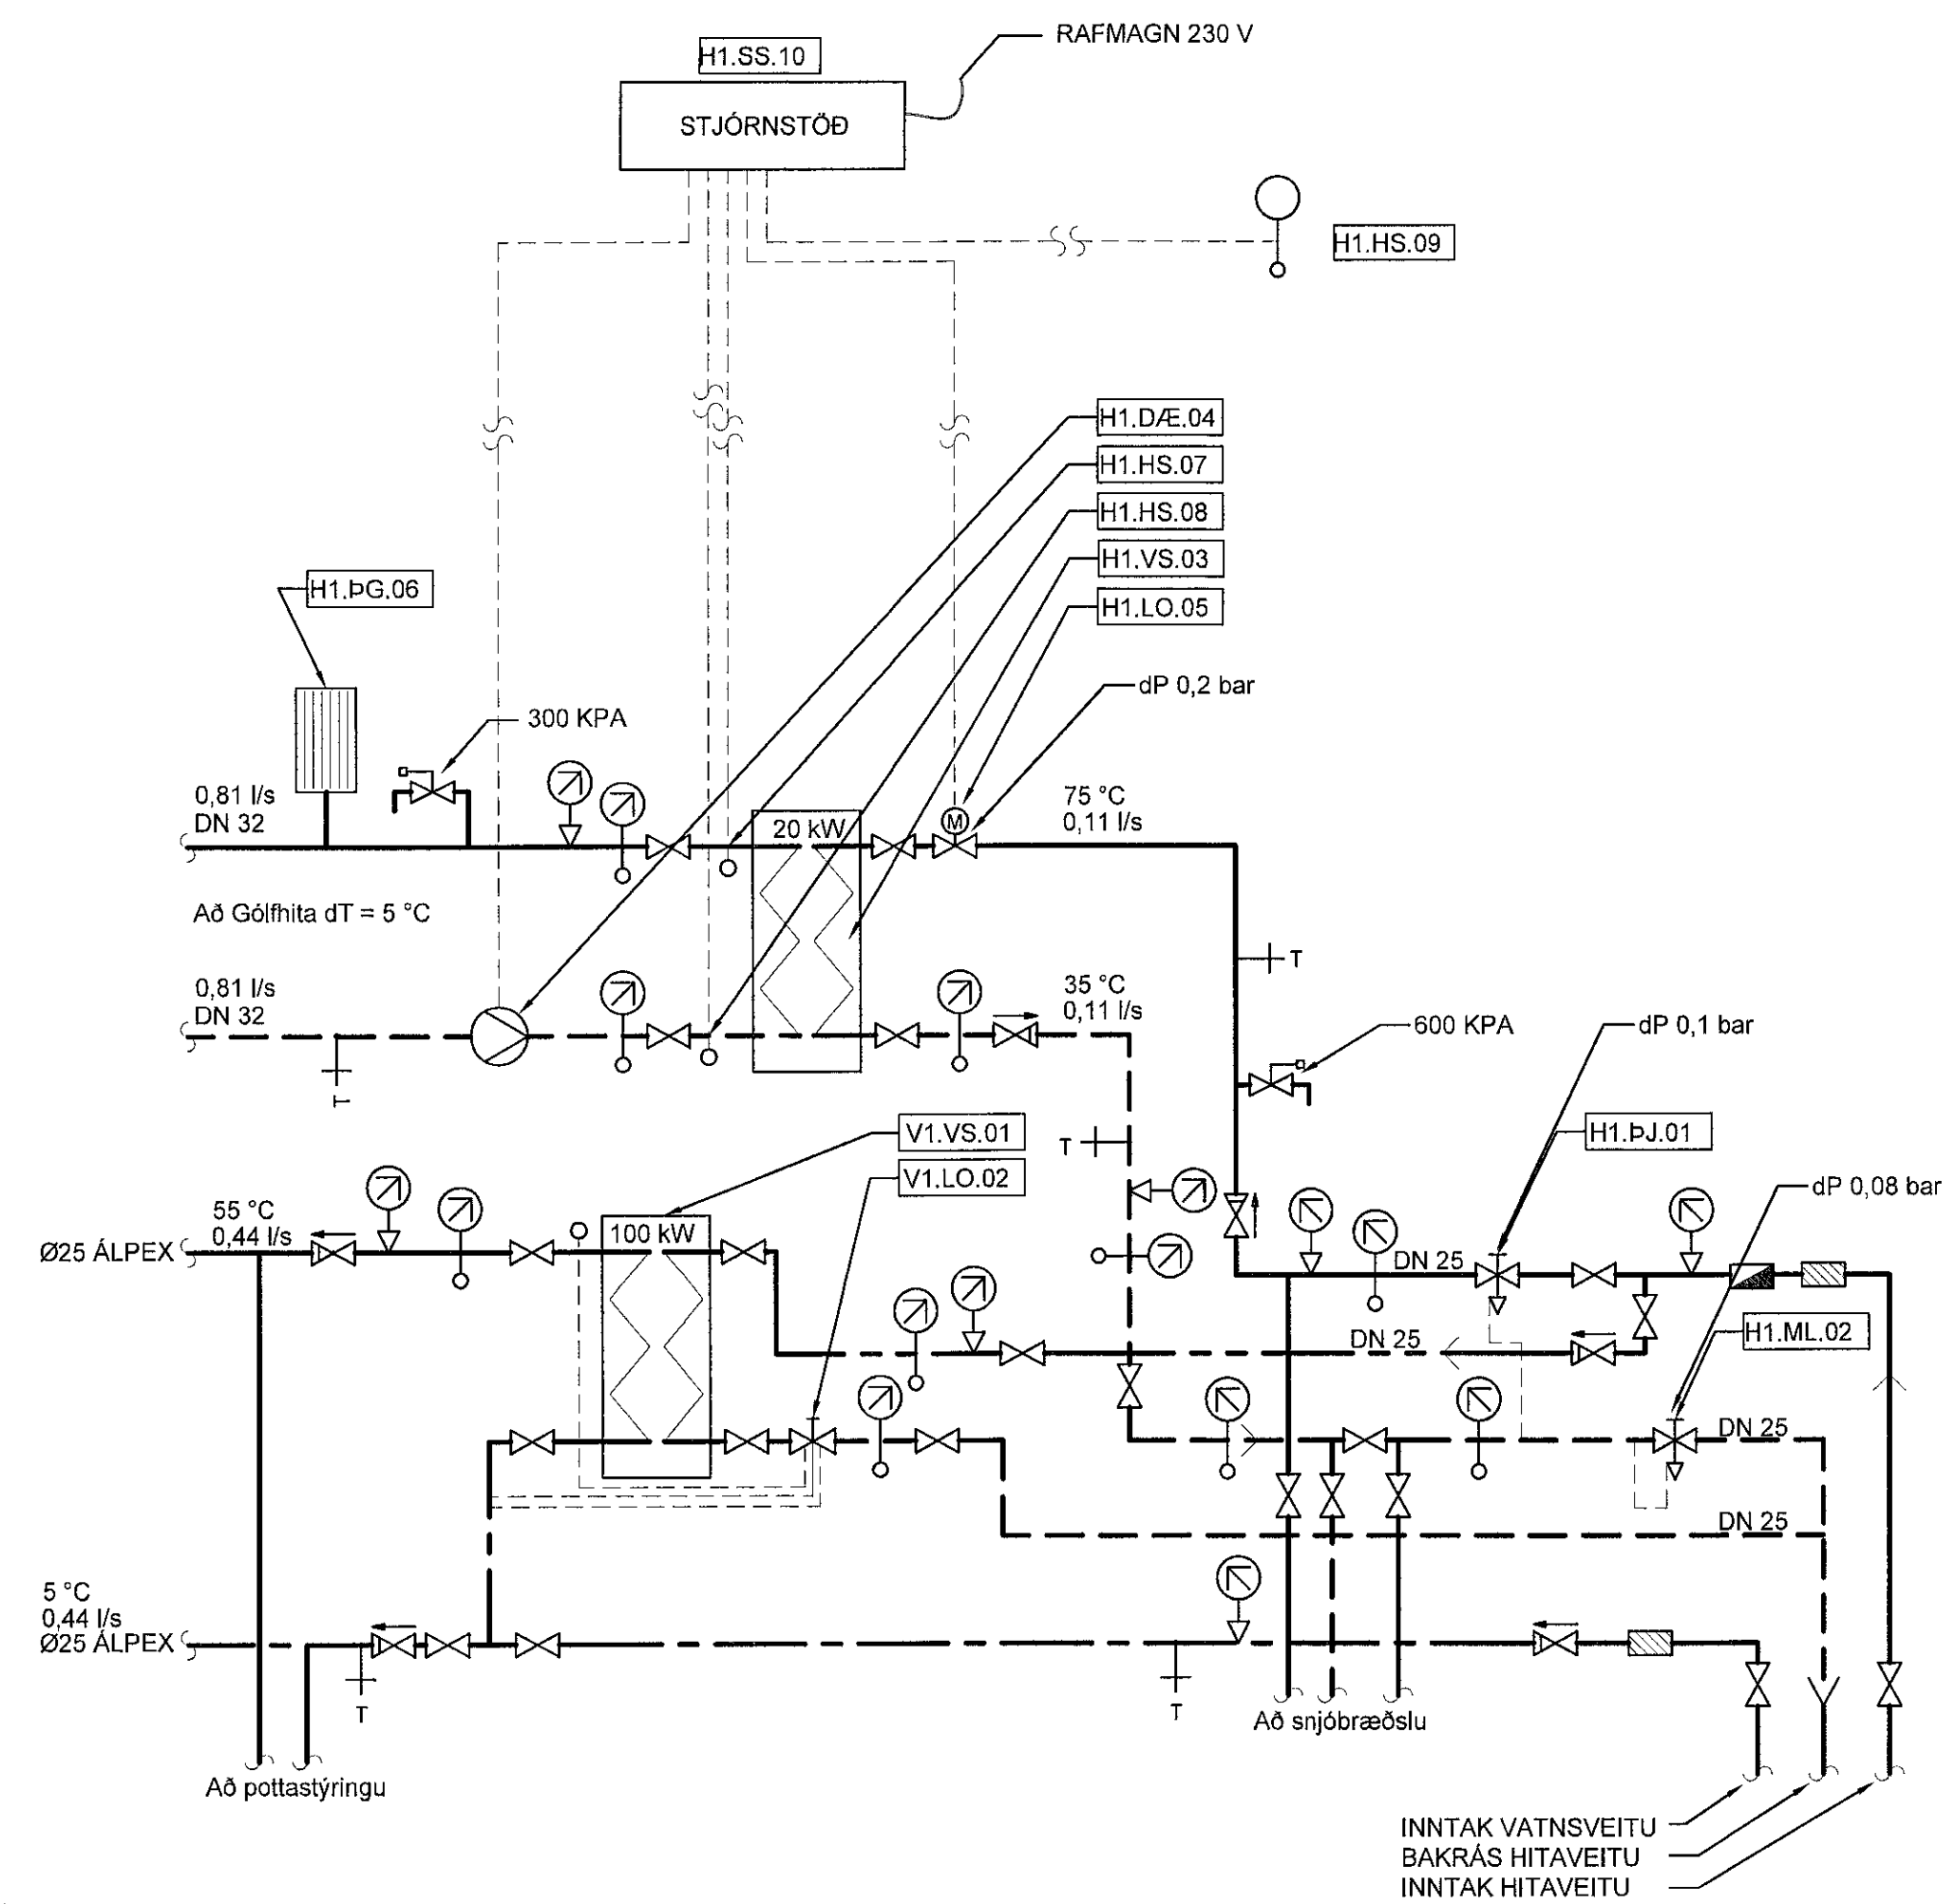 RAFMAGN 230 V
H1.SS.10
STJÓRNSTÖÐ
H1.HS.09
H1.DÆ.04
H1.HS.07
H1.HS.08
H1.VS.03
H1.LO.05
H1.ÞG.06
dP 0,2 bar
300 KPA
0,81 l/s
DN 32
20 kW
M
75 °C
0,11 l/s
Að Gólfhita dT = 5 °C
T
0,81 l/s
DN 32
35 °C
0,11 l/s
600 KPA
dP 0,1 bar
T
V1.VS.01
V1.LO.02
T
H1.ÞJ.01
dP 0,08 bar
55 °C
0,44 l/s
Ø25 ÁLPEX
100 kW
DN 25
DN 25
H1.ML.02
DN 25
DN 25
5 °C
0,44 l/s
Ø25 ÁLPEX
T
T
Að snjóbræðslu
Að pottastýringu
INNTAK VATNSVEITU
BAKRÁS HITAVEITU
INNTAK HITAVEITU